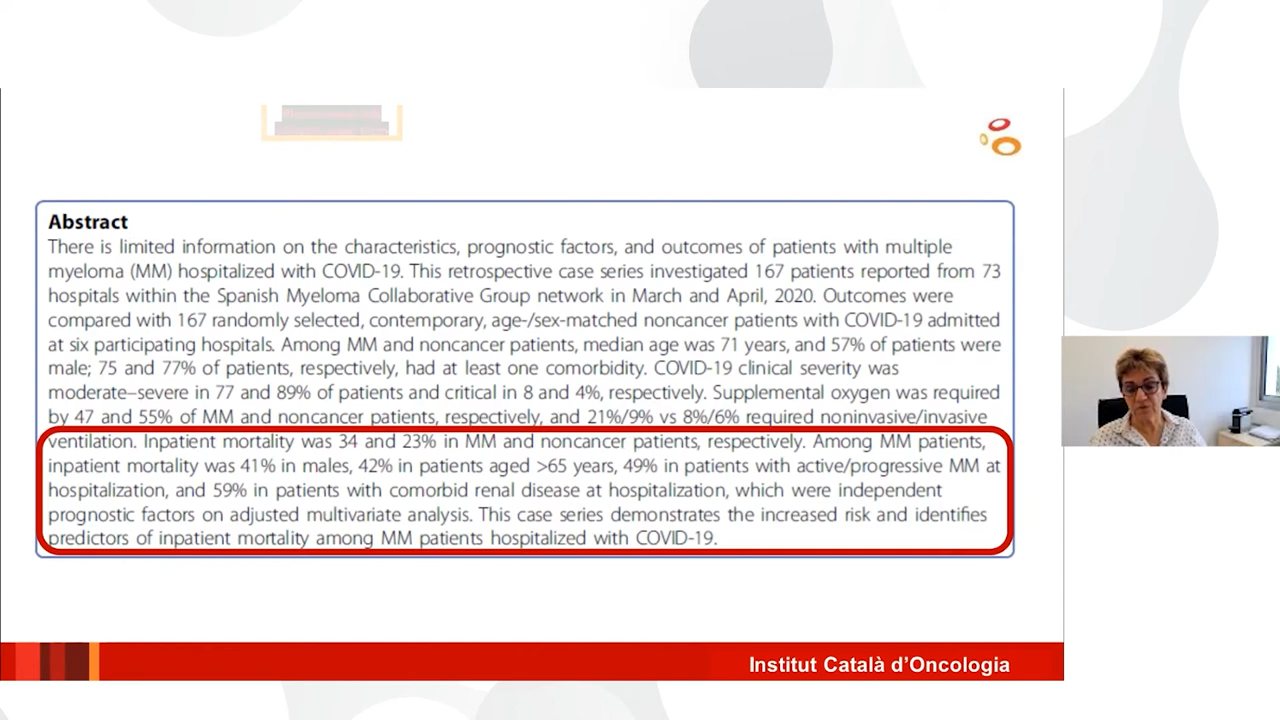 Abstract
There is limited information on the characteristics, prognostic factors, and outcomes of patients with multiple
myeloma (MM) hospitalized with COVID-19. This retrospective case series investigated 167 patients reported from 73
hospitals within the Spanish Myeloma Collaborative Group network in March and April, 2020. Outcomes were
compared with 167 randomly selected, contemporary, age-/sex-matched noncancer patients with COVID-19 admitted
at six participating hospitals. Among MM and noncancer patients, median age was 71 years, and 57% of patients were
male; 75 and 77% of patients, respectively, had at least one comorbidity. COVID-19 clinical severity was
moderate–severe in 77 and 89% of patients and critical in 8 and 4%, respectively. Supplemental oxygen was required
by 47 and 55% of MM and noncancer patients, respectively, and 21%/9% vs 8%/6% required noninvasive/invasive
ventilation. Inpatient mortality was 34 and 23% in MM and noncancer patients, respectively. Among MM patients,
inpatient mortality was 41% in males, 42% in patients aged >65 years, 49% in patients with active/progressive MM at
hospitalization, and 59% in patients with comorbid renal disease at hospitalization, which were independent
prognostic factors on adjusted multivariate analysis. This case series demonstrates the increased risk and identifies
predictors of inpatient mortality among MM patients hospitalized with COVID-19.
Institut Català d’Oncologia